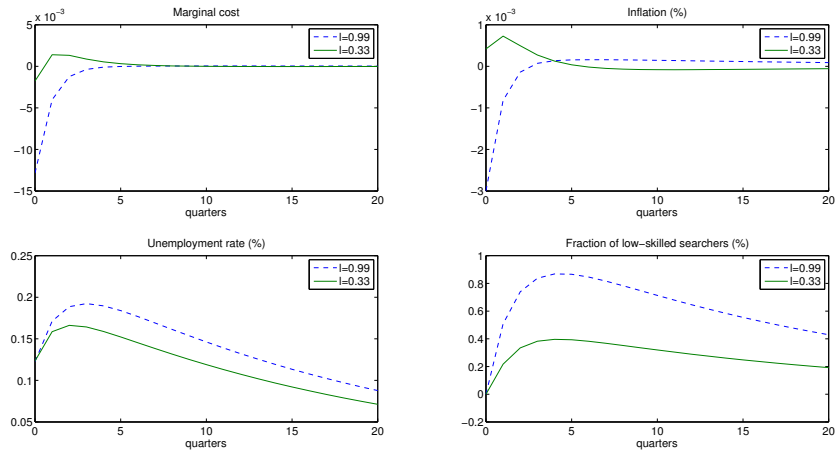 Marginal cost
x 10⁻³
5
0
−5
−10
−15
0 5 10 15 20
quarters
l=0.99
l=0.33
Inflation (%)
x 10⁻³
1
0
−1
−2
−3
0 5 10 15 20
quarters
l=0.99
l=0.33
Unemployment rate (%)
0.25
0.2
0.15
0.1
0.05
0 5 10 15 20
quarters
l=0.99
l=0.33
Fraction of low−skilled searchers (%)
1
0.8
0.6
0.4
0.2
0
−0.2
0 5 10 15 20
quarters
l=0.99
l=0.33